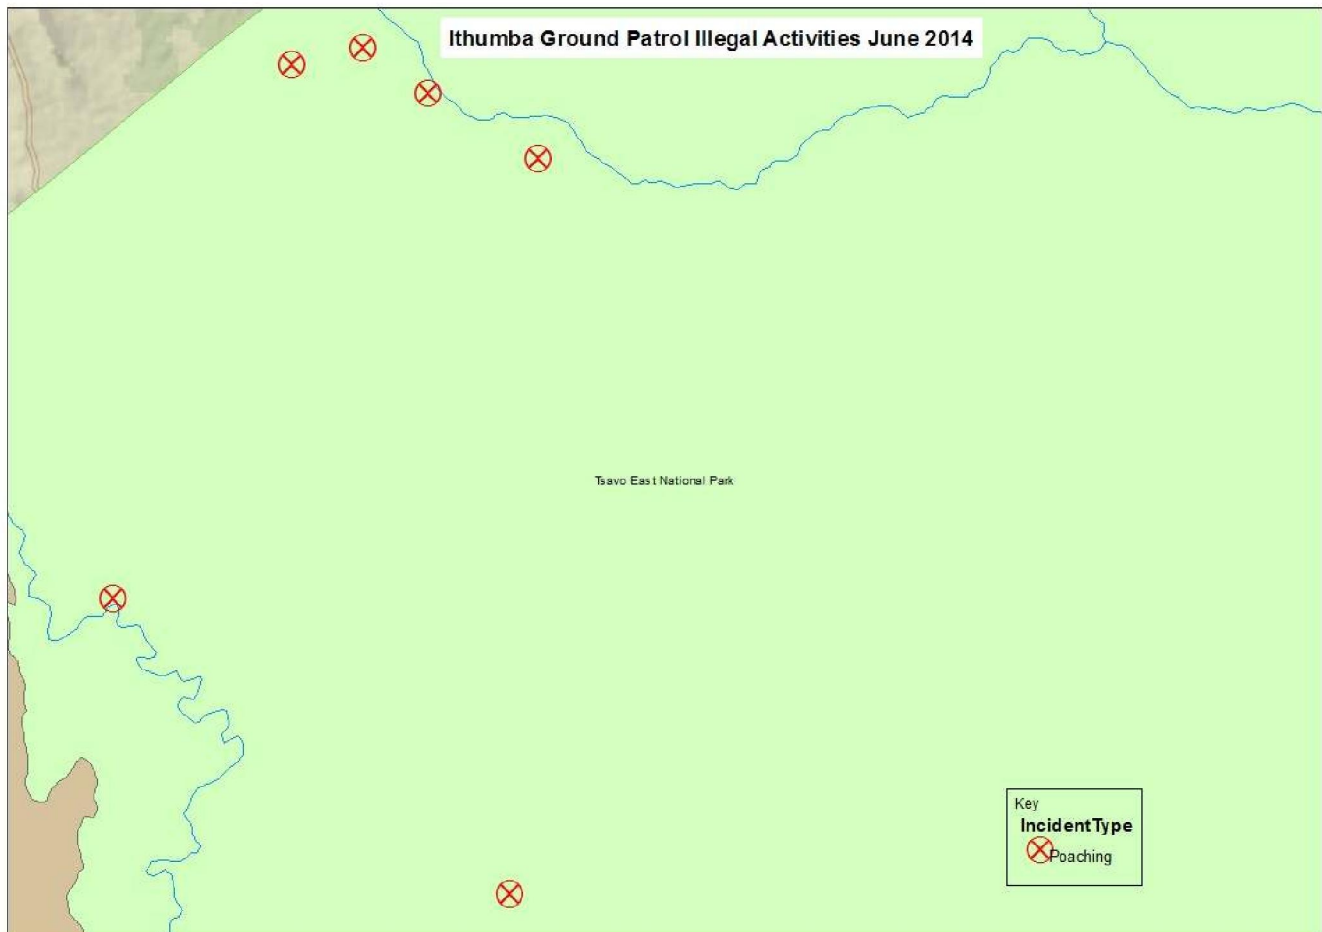 Ithumba Ground Patrol Illegal Activities June 2014
Tsavo East National Park
Key
IncidentType
Poaching